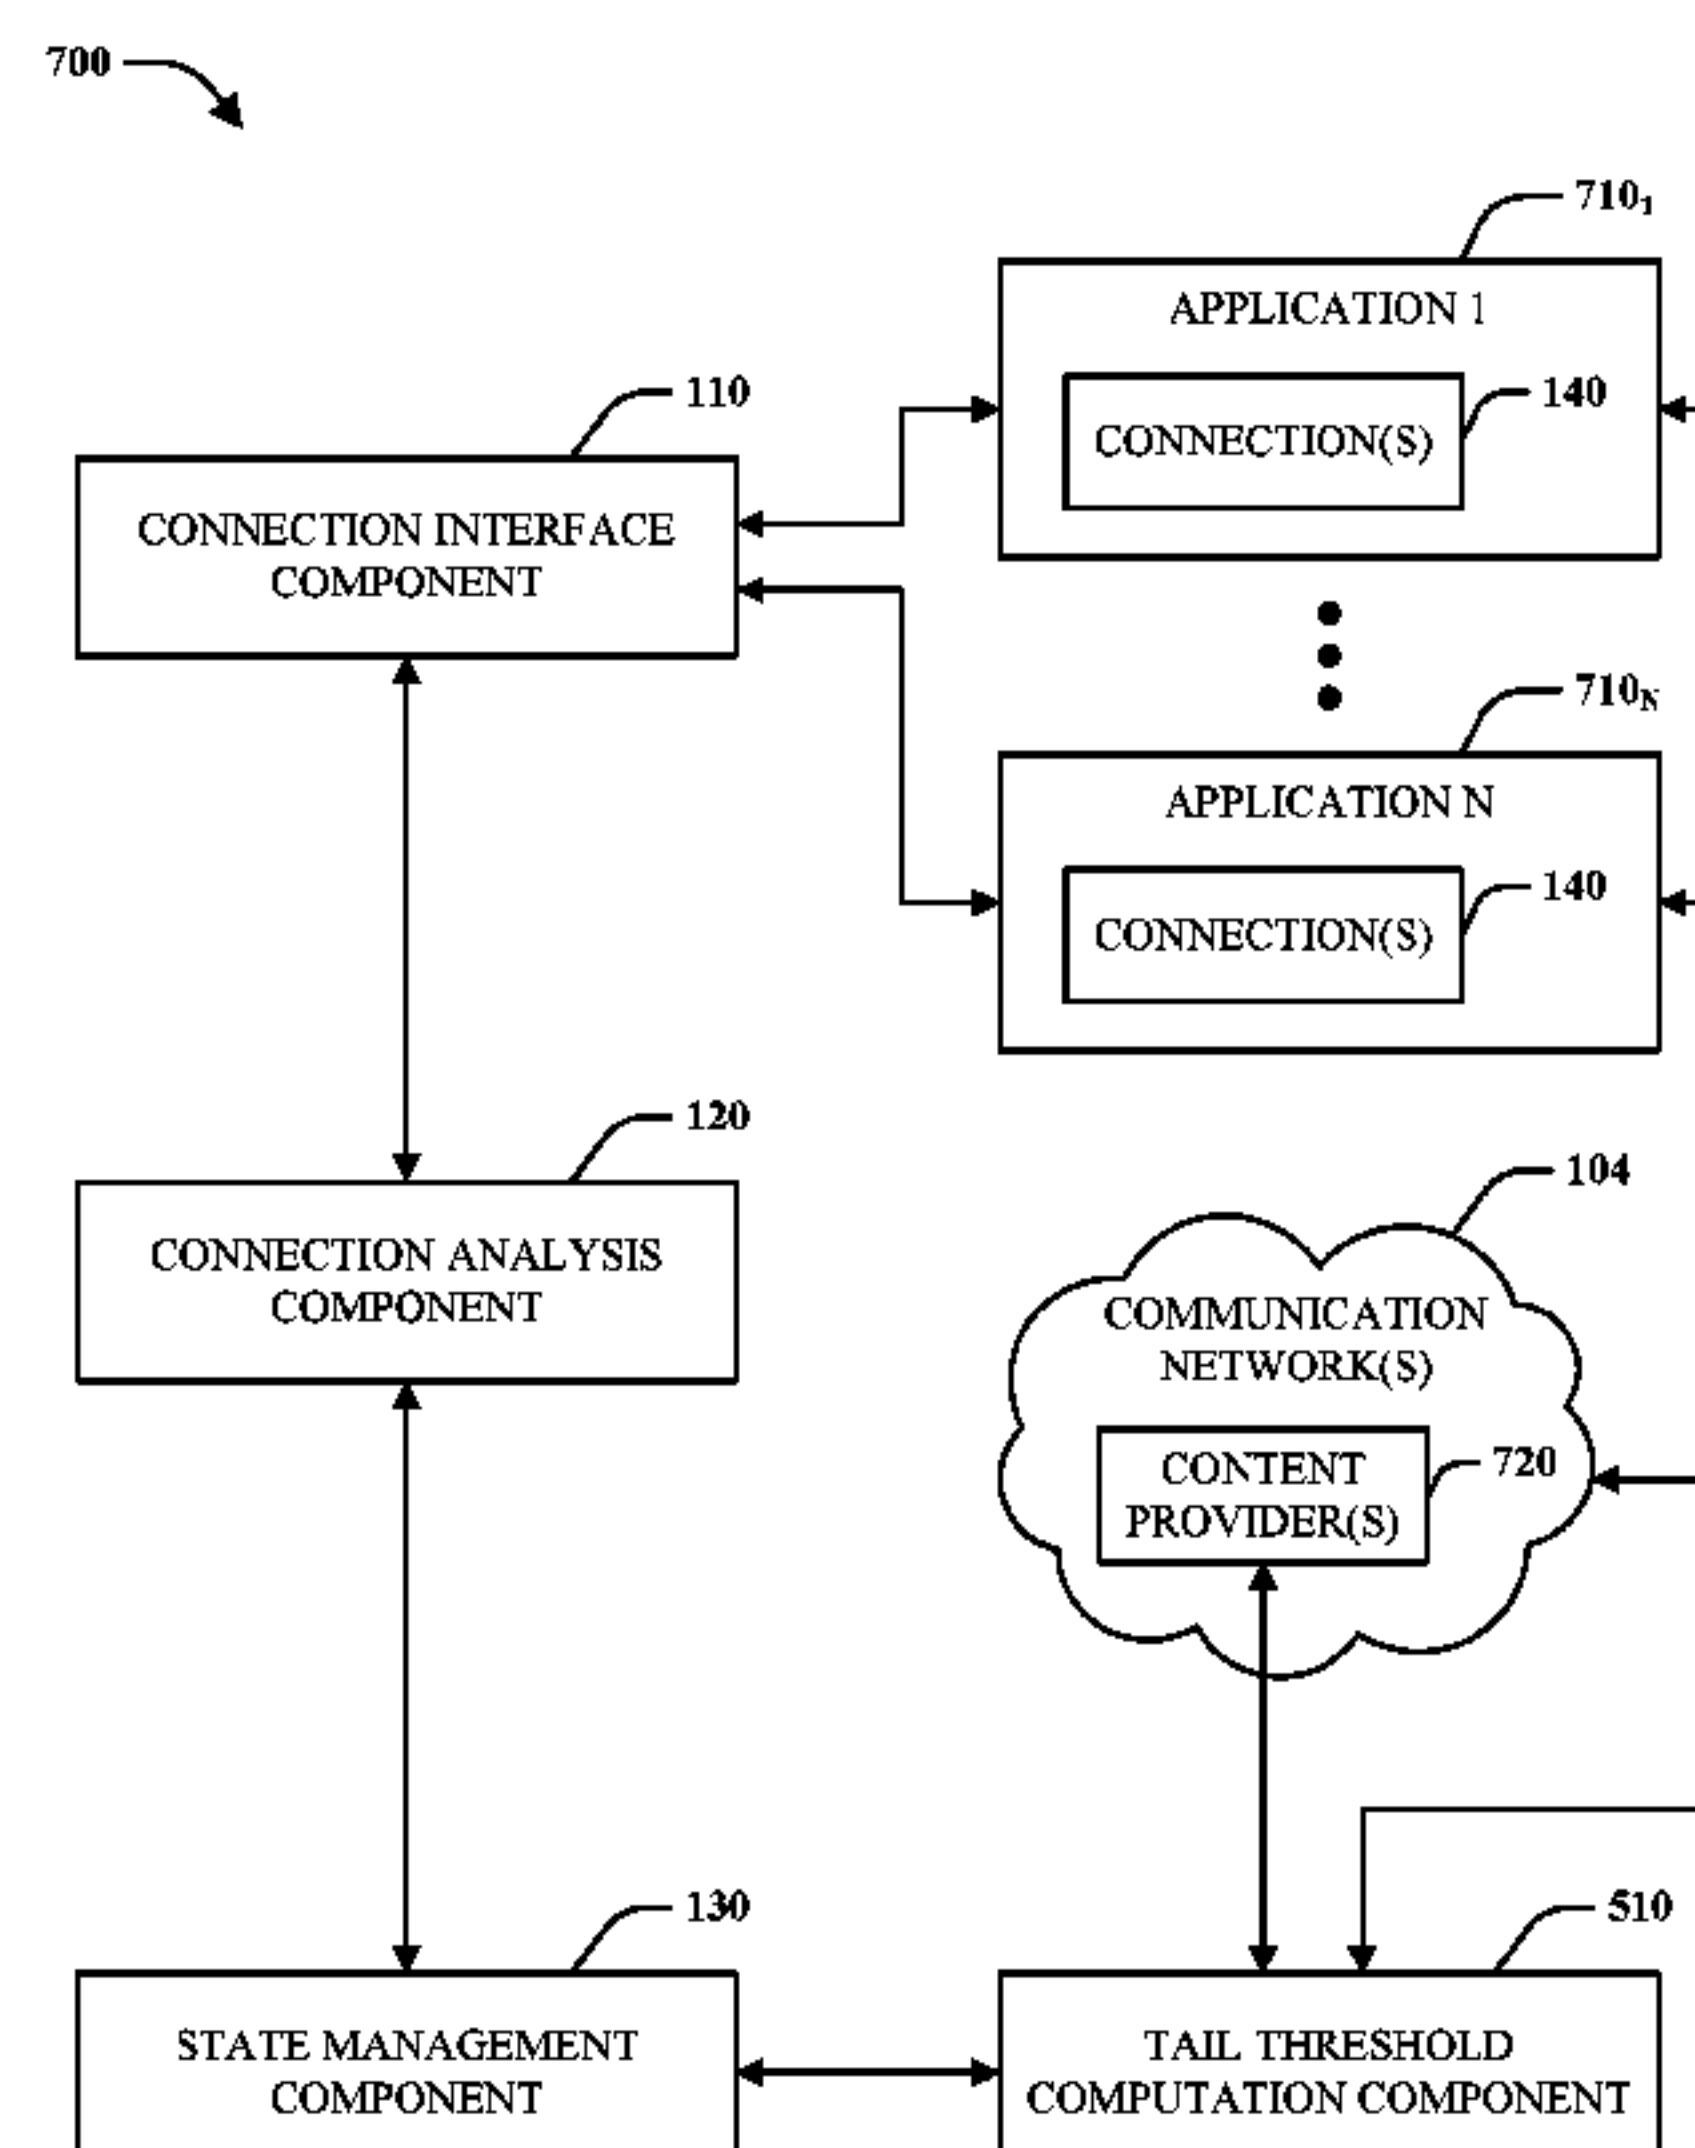 700
710₁
APPLICATION 1
140
CONNECTION(S)
110
CONNECTION INTERFACE
COMPONENT
710ₙ
APPLICATION N
140
CONNECTION(S)
120
CONNECTION ANALYSIS
COMPONENT
104
COMMUNICATION
NETWORK(S)
720
CONTENT
PROVIDER(S)
130
STATE MANAGEMENT
COMPONENT
510
TAIL THRESHOLD
COMPUTATION COMPONENT